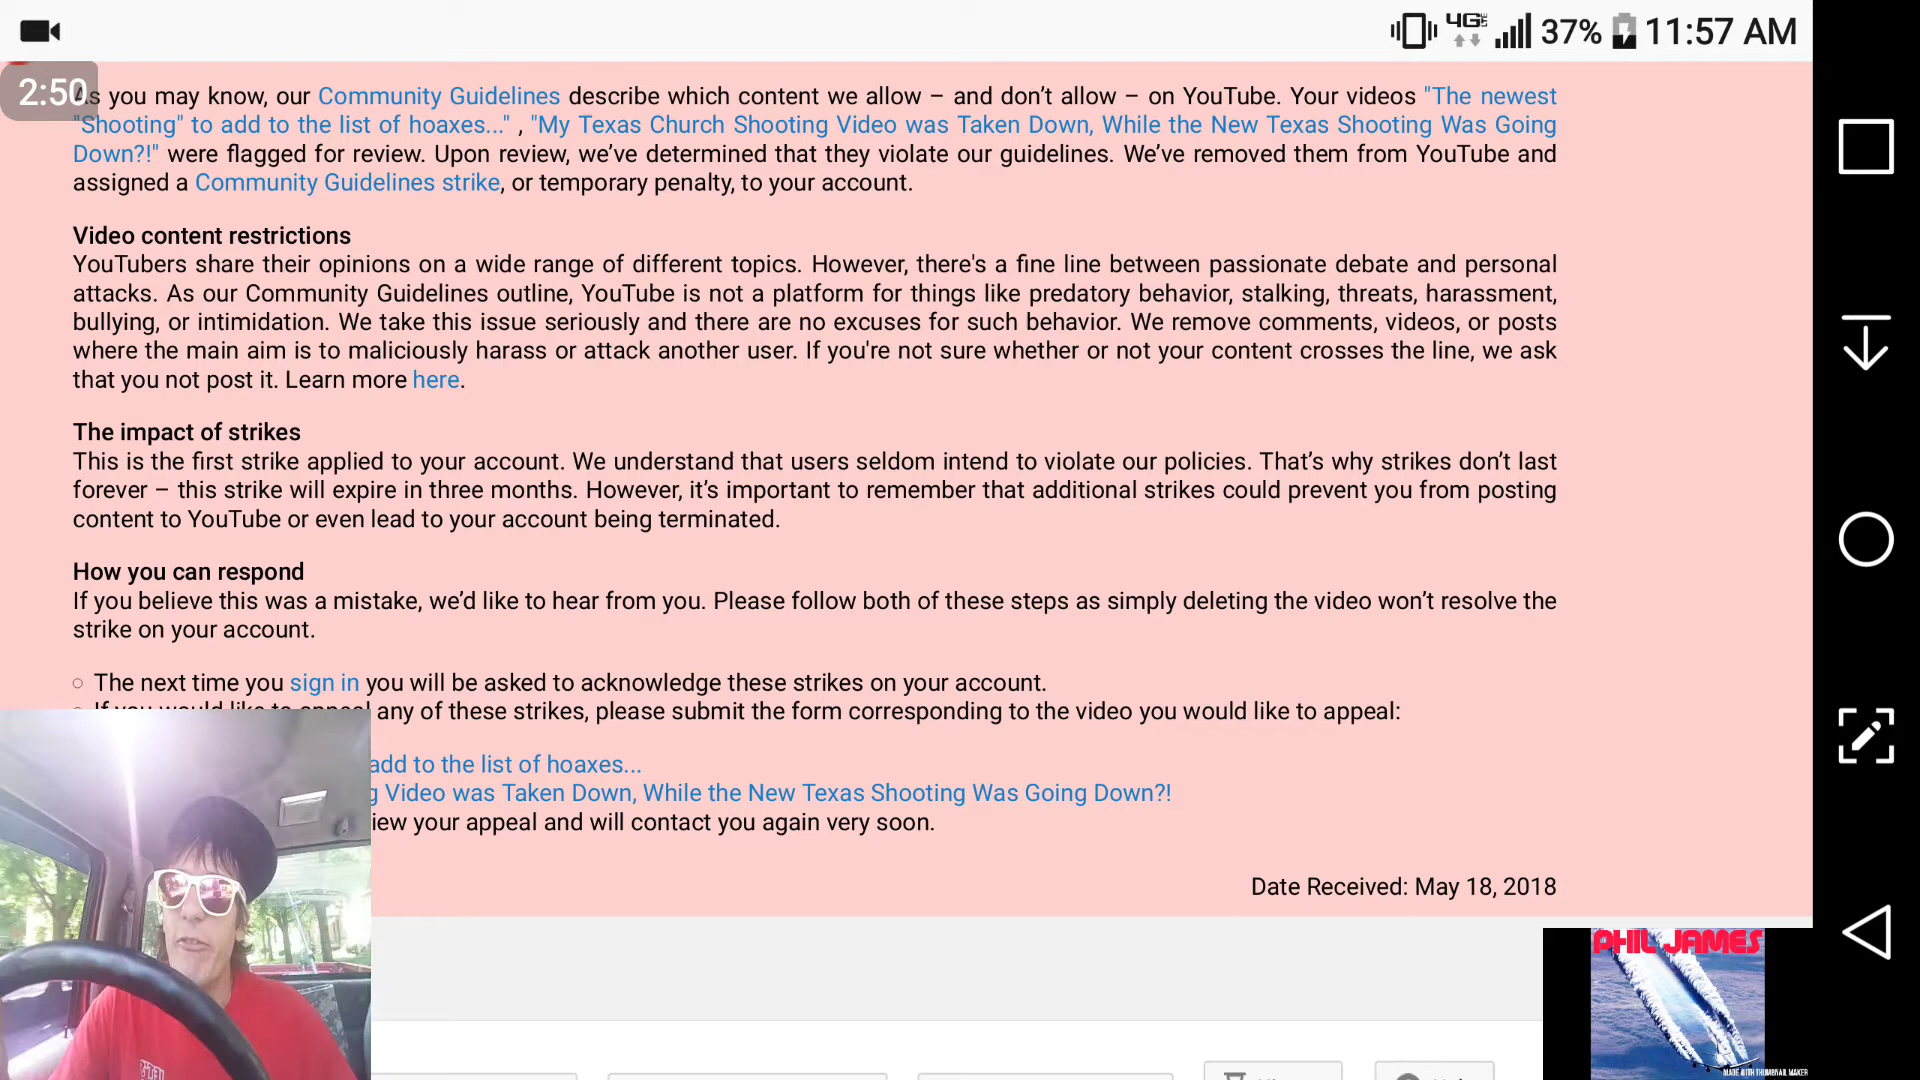 4G LTE 37% 11:57 AM
2:50
As you may know, our Community Guidelines describe which content we allow – and don’t allow – on YouTube. Your videos "The newest
"Shooting" to add to the list of hoaxes..." , "My Texas Church Shooting Video was Taken Down, While the New Texas Shooting Was Going
Down?!" were flagged for review. Upon review, we’ve determined that they violate our guidelines. We’ve removed them from YouTube and
assigned a Community Guidelines strike, or temporary penalty, to your account.
Video content restrictions
YouTubers share their opinions on a wide range of different topics. However, there's a fine line between passionate debate and personal
attacks. As our Community Guidelines outline, YouTube is not a platform for things like predatory behavior, stalking, threats, harassment,
bullying, or intimidation. We take this issue seriously and there are no excuses for such behavior. We remove comments, videos, or posts
where the main aim is to maliciously harass or attack another user. If you're not sure whether or not your content crosses the line, we ask
that you not post it. Learn more here.
The impact of strikes
This is the first strike applied to your account. We understand that users seldom intend to violate our policies. That’s why strikes don’t last
forever – this strike will expire in three months. However, it’s important to remember that additional strikes could prevent you from posting
content to YouTube or even lead to your account being terminated.
How you can respond
If you believe this was a mistake, we’d like to hear from you. Please follow both of these steps as simply deleting the video won’t resolve the
strike on your account.
The next time you sign in you will be asked to acknowledge these strikes on your account.
If you would like to appeal any of these strikes, please submit the form corresponding to the video you would like to appeal:
add to the list of hoaxes...
g Video was Taken Down, While the New Texas Shooting Was Going Down?!
iew your appeal and will contact you again very soon.
Date Received: May 18, 2018
PHIL JAMES
MADE WITH THUMBNAIL MAKER